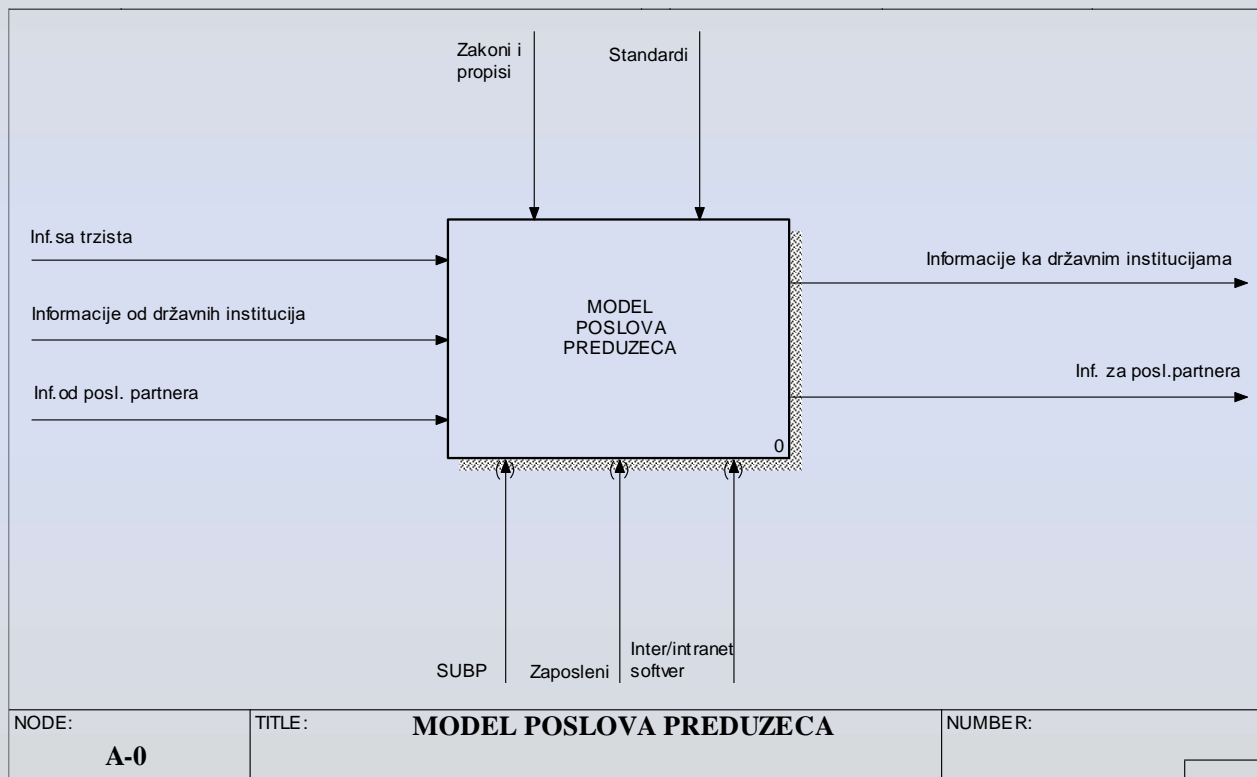 Zakoni i
propisi
Standardi
Inf.sa trzista
Informacije od državnih institucija
Inf.od posl. partnera
MODEL
POSLOVA
PREDUZECA
0
Informacije ka državnim institucijama
Inf. za posl.partnera
( )
( )
( )
SUBP
Zaposleni
Inter/intranet
softver
NODE:
A-0
TITLE:
MODEL POSLOVA PREDUZECA
NUMBER: